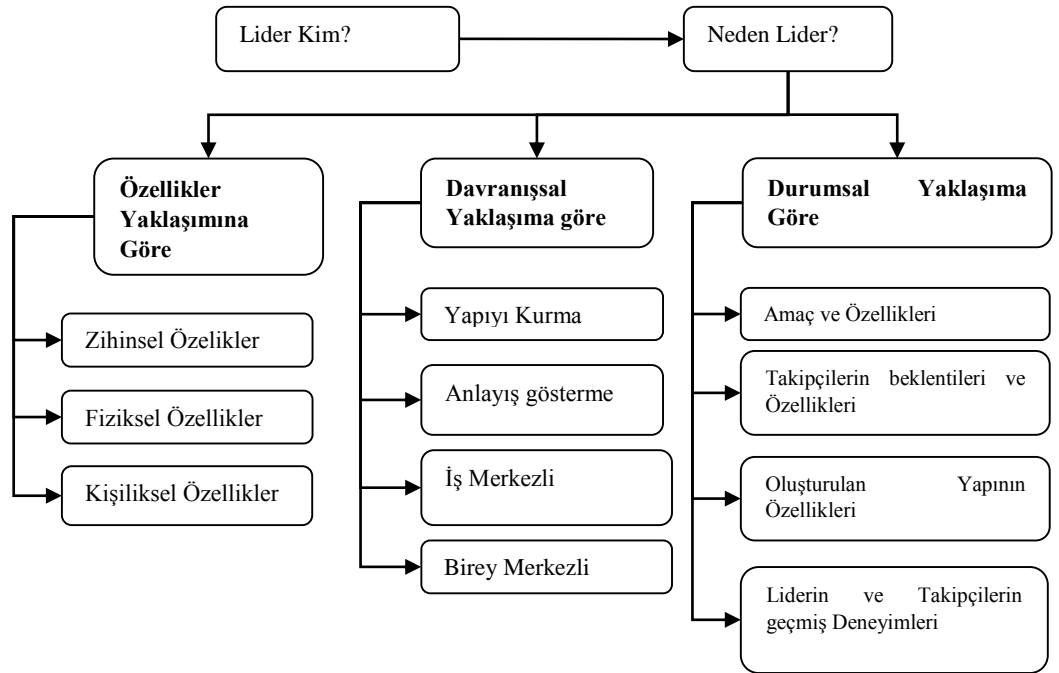 Lider Kim?
Neden Lider?
Özellikler
Yaklaşımına
Göre
Zihinsel Özelikler
Fiziksel Özellikler
Kişiliksel Özellikler
Davranışsal
Yaklaşıma göre
Yapıyı Kurma
Anlayış gösterme
İş Merkezli
Birey Merkezli
Durumsal Yaklaşıma
Göre
Amaç ve Özellikleri
Takipçilerin beklentileri ve
Özellikleri
Oluşturulan Yapının
Özellikleri
Liderin ve Takipçilerin
geçmiş Deneyimleri